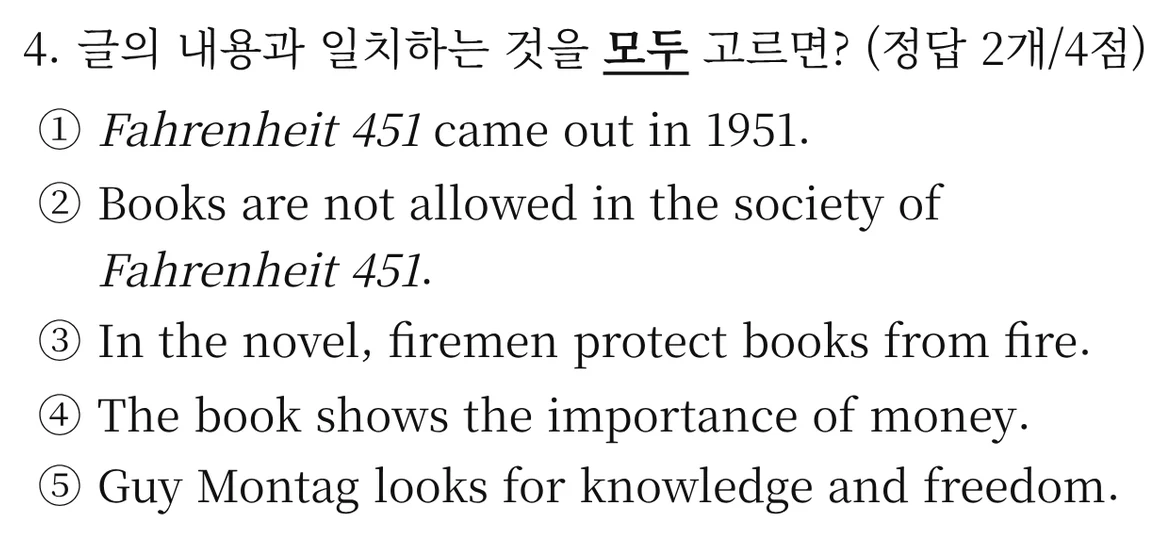 4. 글의 내용과 일치하는 것을 모두 고르면? (정답 2개/4점)
① Fahrenheit 451 came out in 1951.
② Books are not allowed in the society of
Fahrenheit 451.
③ In the novel, firemen protect books from fire.
④ The book shows the importance of money.
⑤ Guy Montag looks for knowledge and freedom.